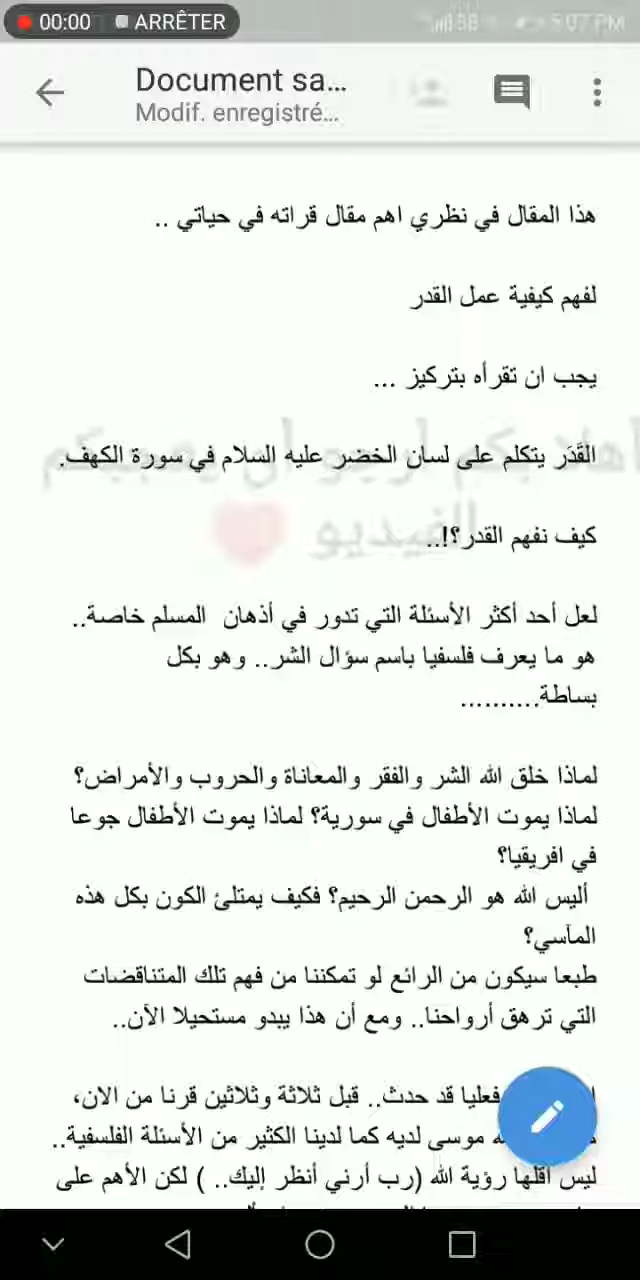 00:00 ARRÊTER
5:07 PM
Document sa...
Modif. enregistré...
هذا المقال في نظري اهم مقال قراته في حياتي ..
لفهم كيفية عمل القدر
يجب ان تقرأه بتركيز ...
القَدَر يتكلم على لسان الخضر عليه السلام في سورة الكهف.
كيف نفهم القدر؟!..
الفيديو
لعل أحد أكثر الأسئلة التي تدور في أذهان المسلم خاصة..
هو ما يعرف فلسفيا باسم سؤال الشر.. وهو بكل
بساطة..........
لماذا خلق الله الشر والفقر والمعاناة والحروب والأمراض؟
لماذا يموت الأطفال في سورية؟ لماذا يموت الأطفال جوعا
في افريقيا؟
أليس الله هو الرحمن الرحيم؟ فكيف يمتلئ الكون بكل هذه
المآسي؟
طبعا سيكون من الرائع لو تمكننا من فهم تلك المتناقضات
التي ترهق أرواحنا.. ومع أن هذا يبدو مستحيلا الآن..
فعليا قد حدث.. قبل ثلاثة وثلاثين قرنا من الان،
موسى لديه كما لدينا الكثير من الأسئلة الفلسفية..
ليس اقلها رؤية الله (رب أرني أنظر إليك.. ) لكن الأهم على